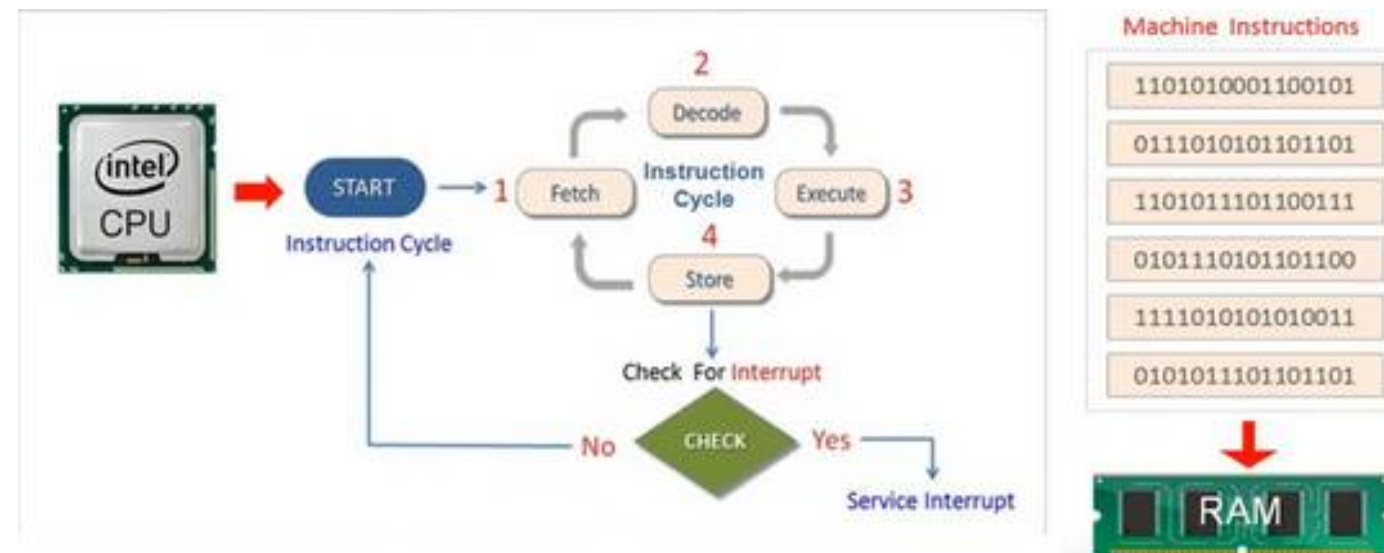 intel
CPU
START
Instruction Cycle
1
Fetch
2
Decode
Instruction
Cycle
Execute
3
4
Store
Check For Interrupt
CHECK
No
Yes
Service Interrupt
Machine Instructions
1101010001100101
0111010101101101
1101011101100111
0101110101101100
1111010101010011
0101011101101101
RAM